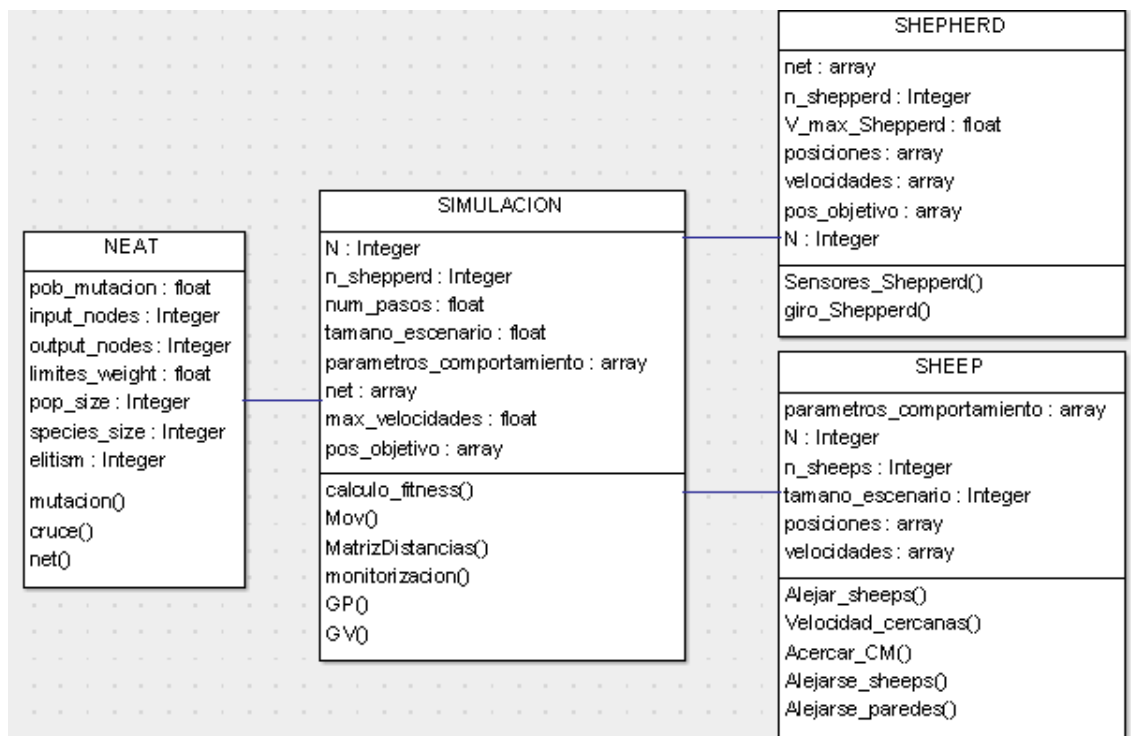 NEAT
pob_mutacion : float
input_nodes : Integer
output_nodes : Integer
limites_weight : float
pop_size : Integer
species_size : Integer
elitism : Integer
mutacion()
cruce()
net()
SIMULACION
N : Integer
n_shepperd : Integer
num_pasos : float
tamano_escenario : float
parametros_comportamiento : array
net : array
max_velocidades : float
pos_objetivo : array
calculo_fitness()
Mov()
MatrizDistancias()
monitorizacion()
GP()
GV()
SHEPHERD
net : array
n_shepperd : Integer
V_max_Shepperd : float
posiciones : array
velocidades : array
pos_objetivo : array
N : Integer
Sensores_Shepperd()
giro_Shepperd()
SHEEP
parametros_comportamiento : array
N : Integer
n_sheeps : Integer
tamano_escenario : Integer
posiciones : array
velocidades : array
Alejar_sheeps()
Velocidad_cercanas()
Acercar_CM()
Alejarse_sheeps()
Alejarse_paredes()